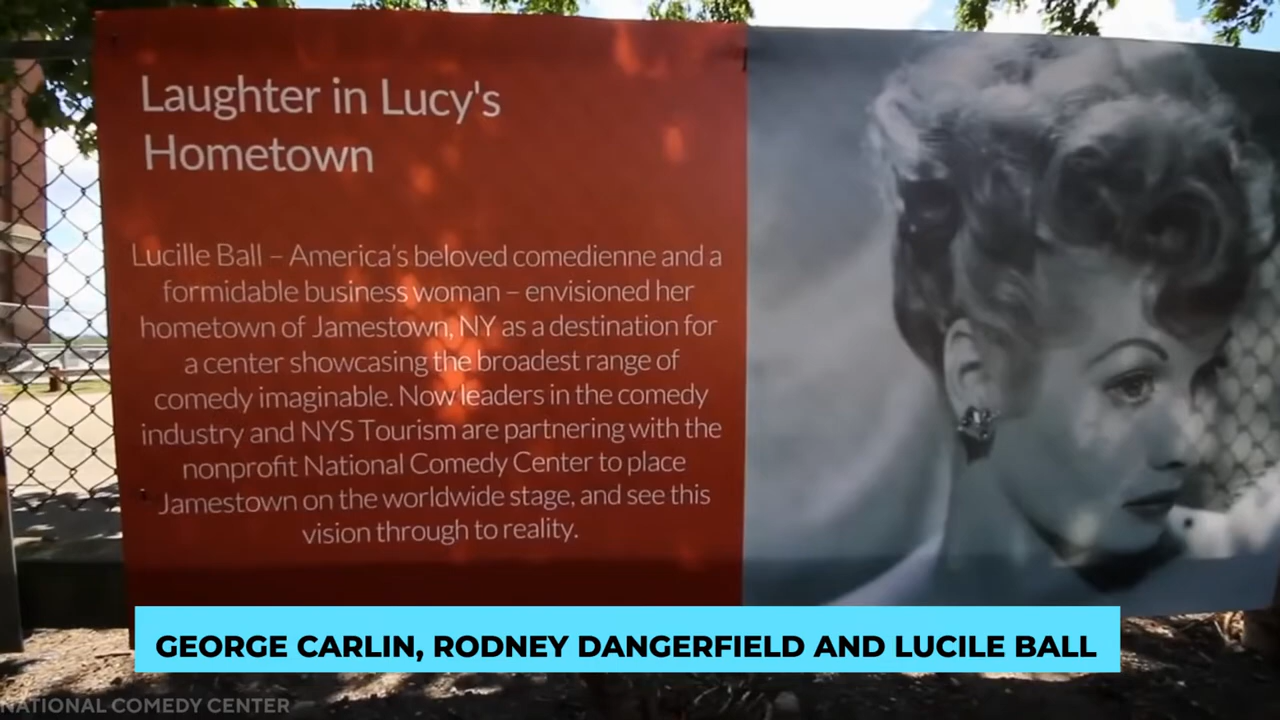 Laughter in Lucy's
Hometown
Lucille Ball – America's beloved comedienne and a
formidable business woman – envisioned her
hometown of Jamestown, NY as a destination for
a center showcasing the broadest range of
comedy imaginable. Now leaders in the comedy
industry and NYS Tourism are partnering with the
nonprofit National Comedy Center to place
Jamestown on the worldwide stage, and see this
vision through to reality.
GEORGE CARLIN, RODNEY DANGERFIELD AND LUCILE BALL
NATIONAL COMEDY CENTER